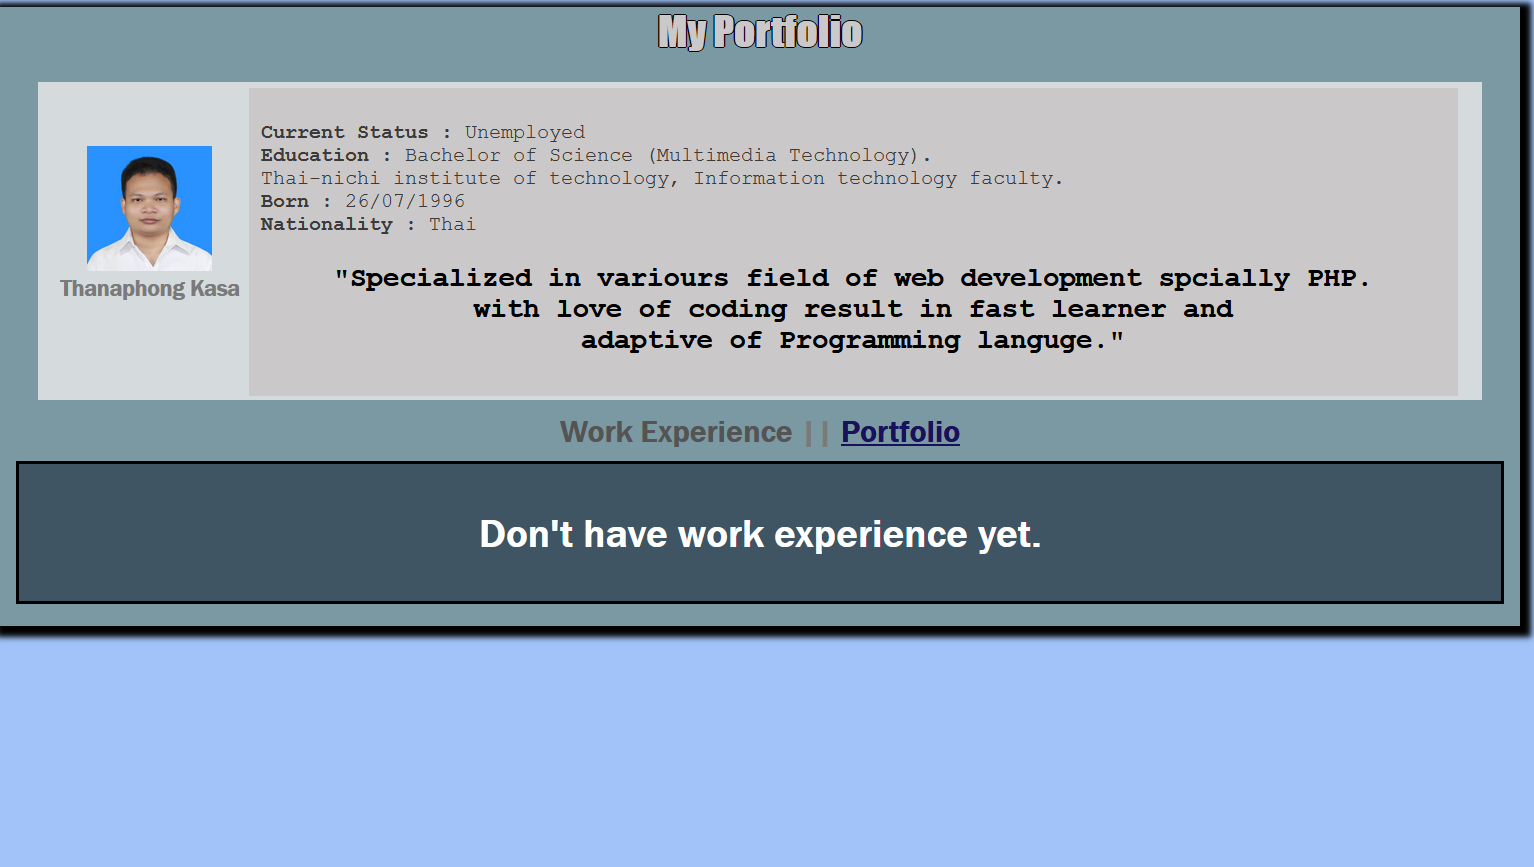 My Portfolio
Current Status : Unemployed
Education : Bachelor of Science (Multimedia Technology).
Thai-nichi institute of technology, Information technology faculty.
Born : 26/07/1996
Nationality : Thai
Thanaphong Kasa
"Specialized in variours field of web development spcially PHP.
with love of coding result in fast learner and
adaptive of Programming languge."
Work Experience || Portfolio
Don't have work experience yet.